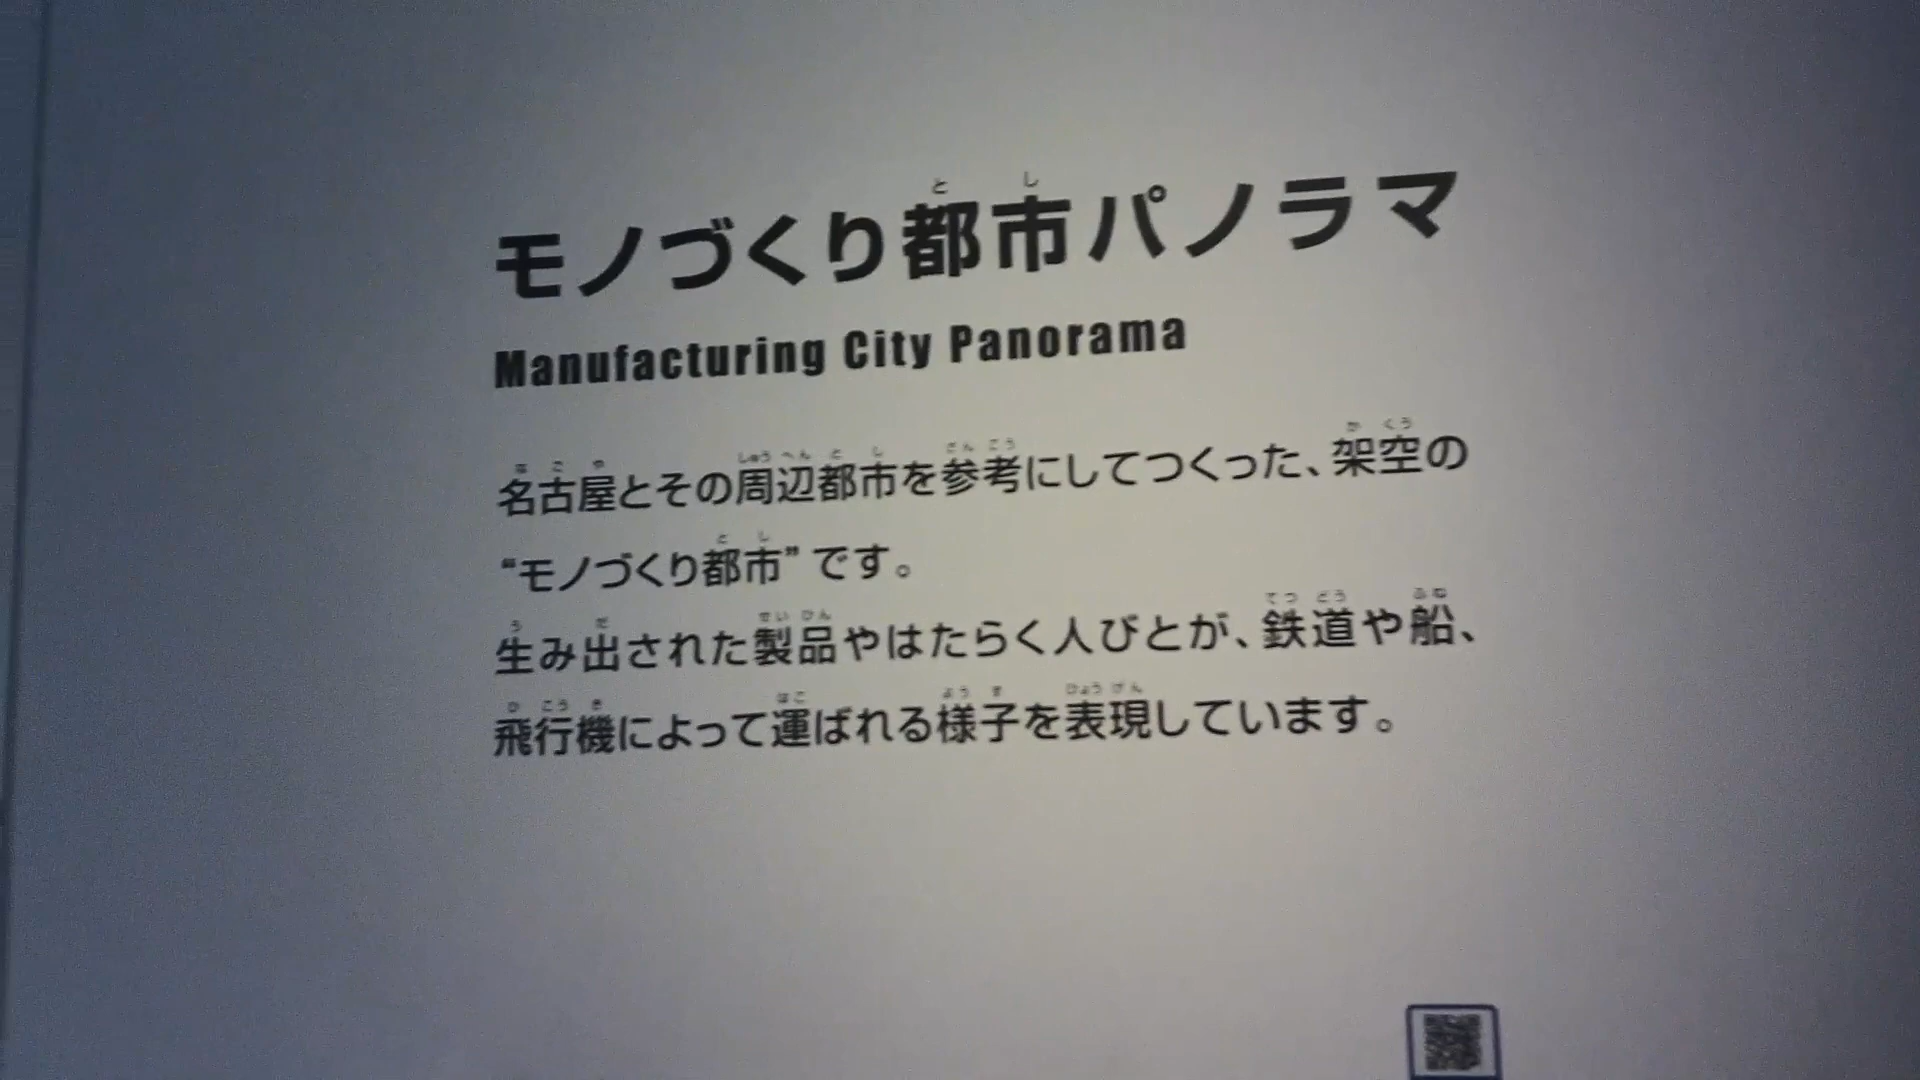 モノづくり都市パノラマ
Manufacturing City Panorama
名古屋とその周辺都市を参考にしてつくった、架空の
“モノづくり都市”です。
生み出された製品やはたらく人びとが、鉄道や船、
飛行機によって運ばれる様子を表現しています。